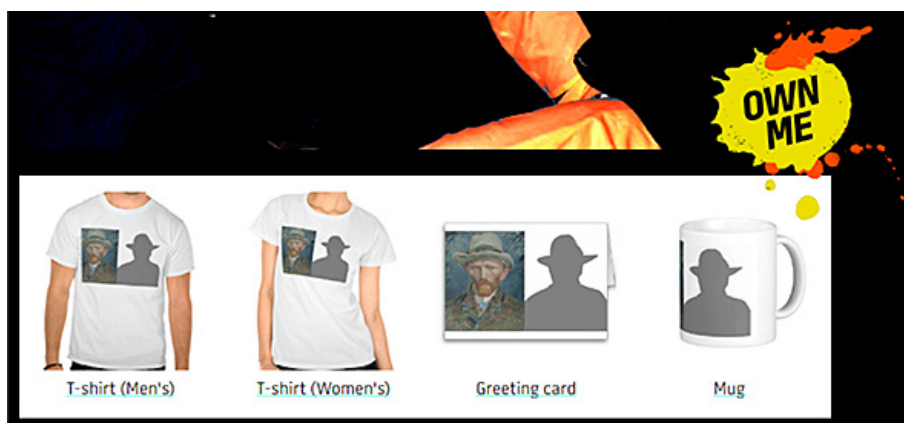 OWN
ME
T-shirt (Men's)
T-shirt (Women's)
Greeting card
Mug